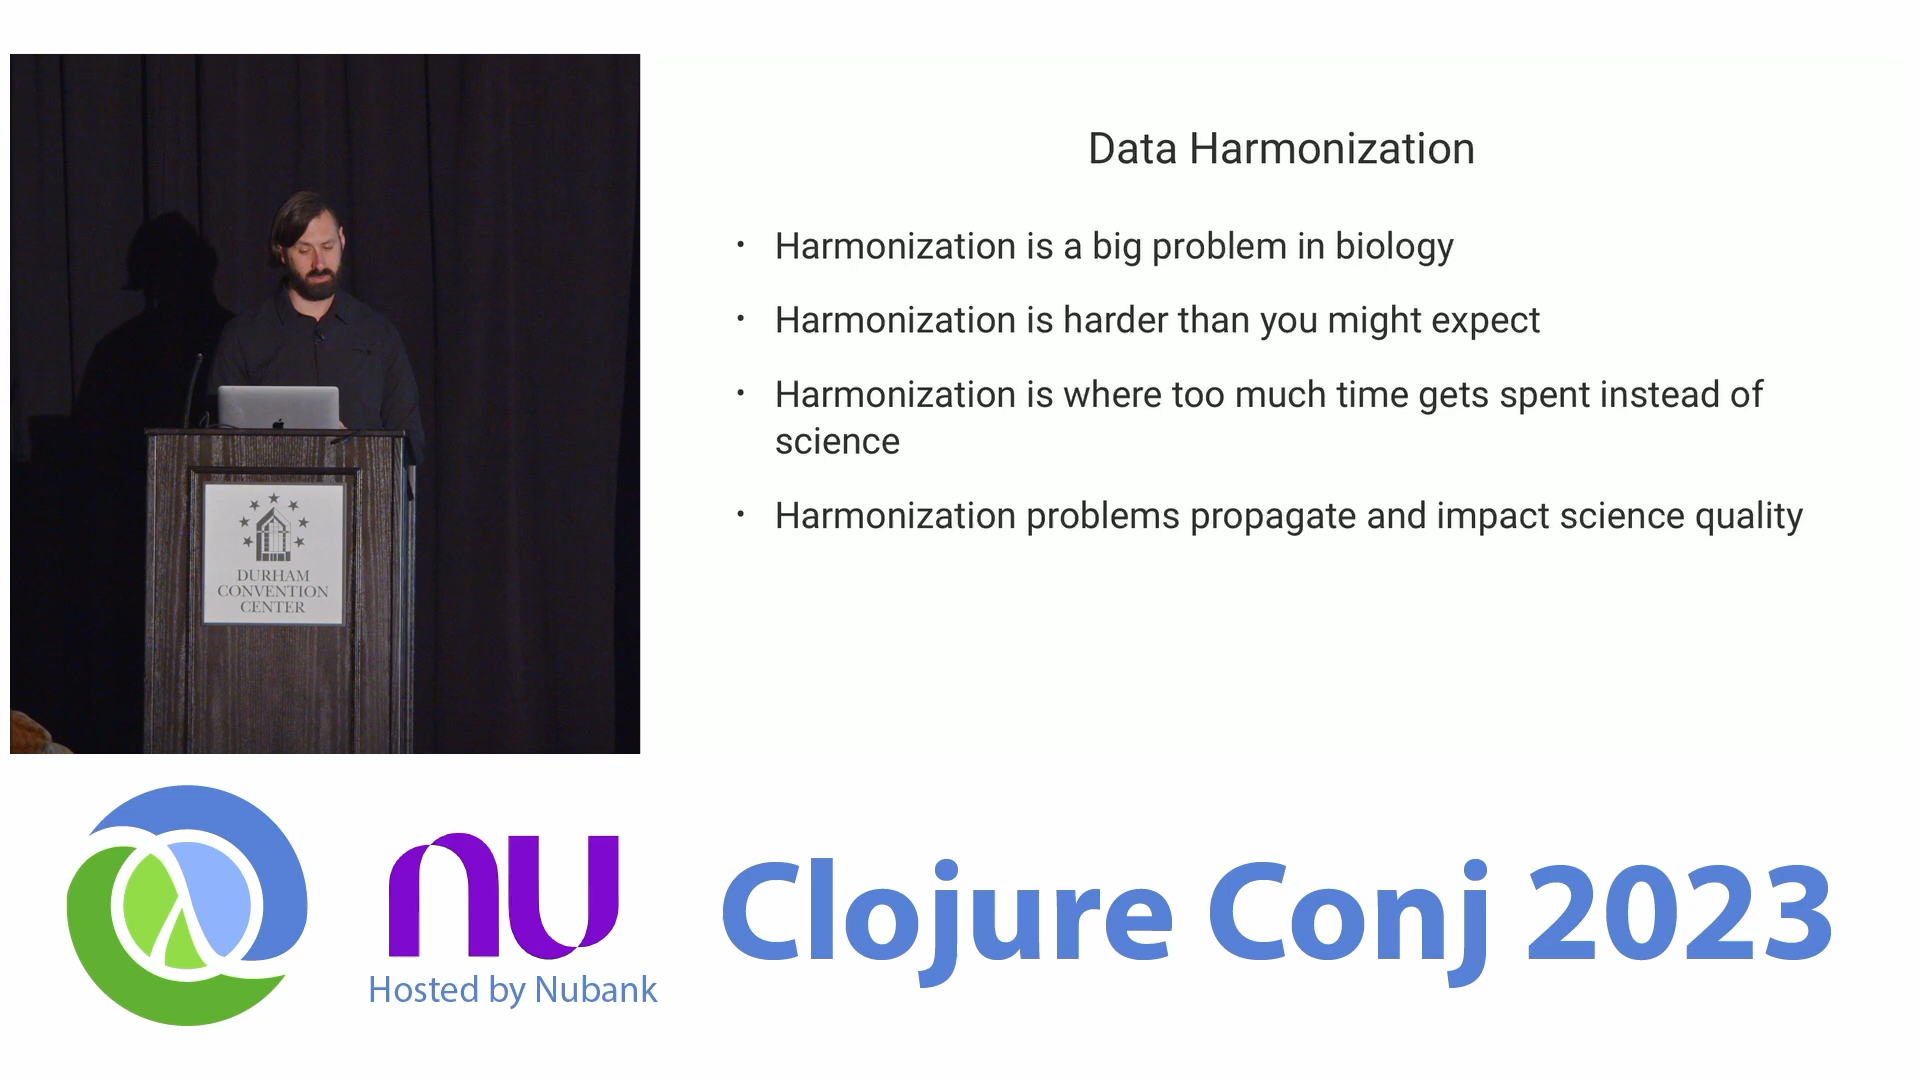 Data Harmonization
• Harmonization is a big problem in biology
• Harmonization is harder than you might expect
• Harmonization is where too much time gets spent instead of
science
• Harmonization problems propagate and impact science quality
DURHAM
CONVENTION
CENTER
nu
Hosted by Nubank
Clojure Conj 2023